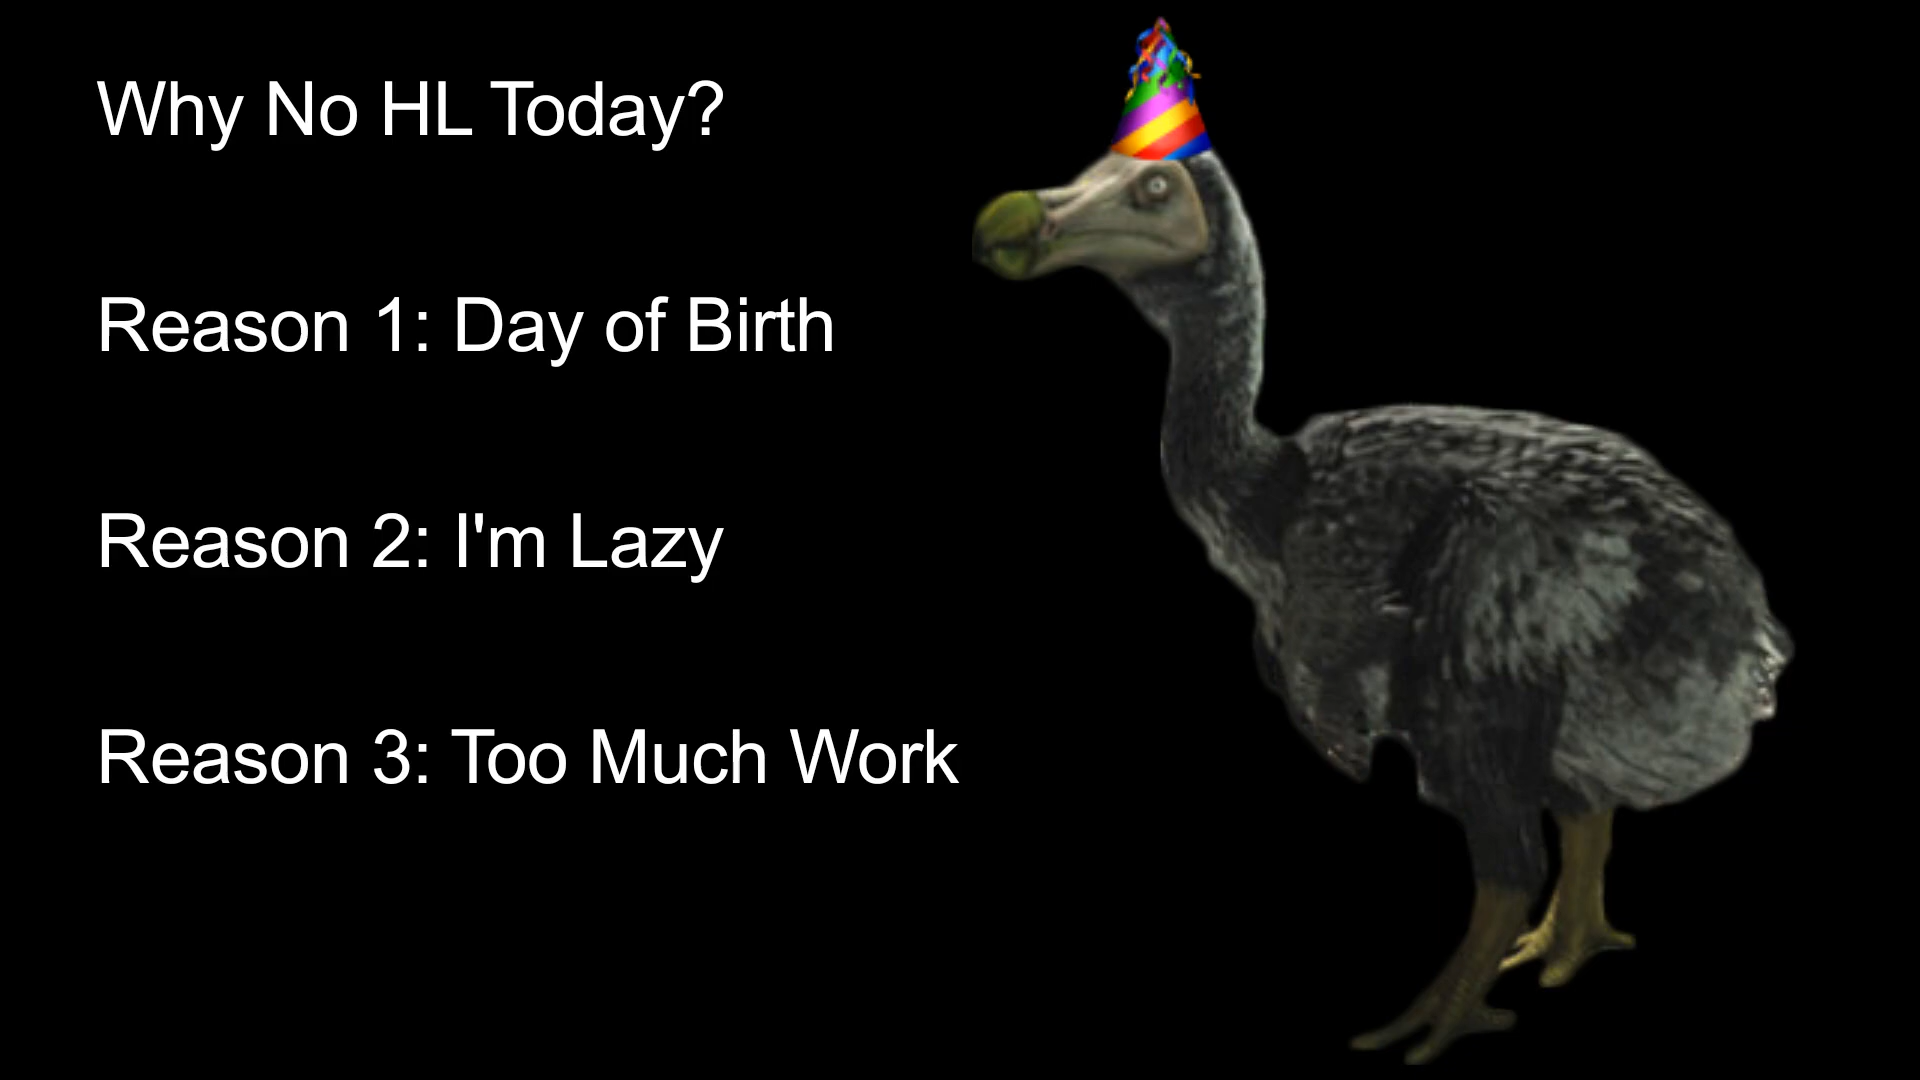 Why No HL Today?
Reason 1: Day of Birth
Reason 2: I'm Lazy
Reason 3: Too Much Work